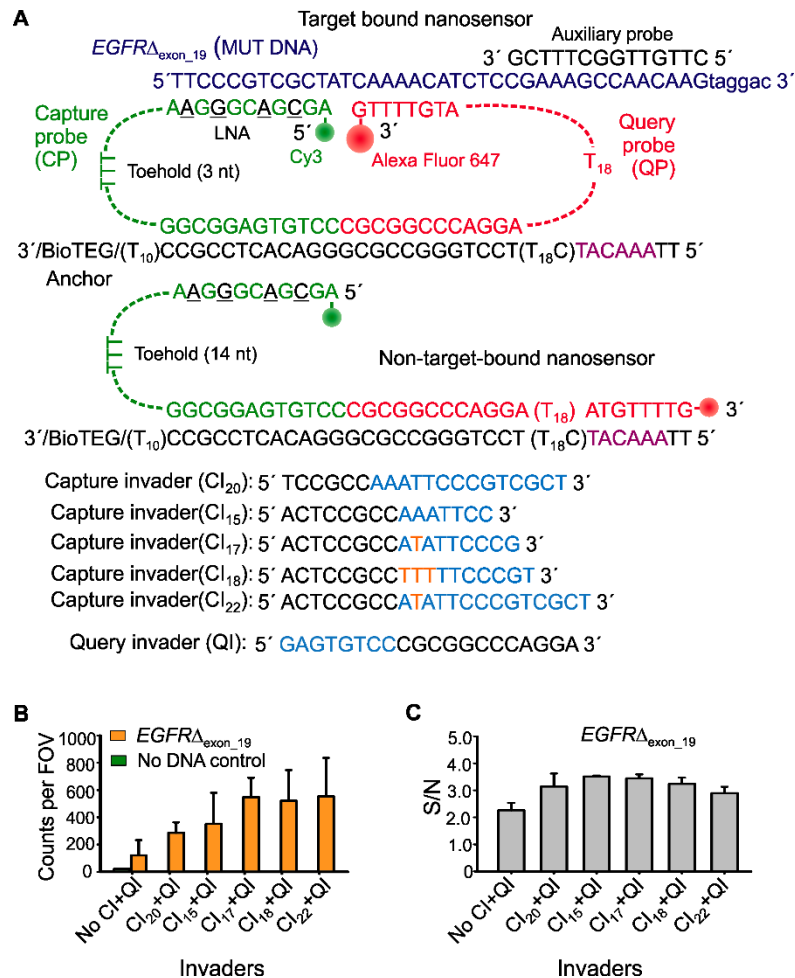 A
Target bound nanosensor
EGFRΔexon_19 (MUT DNA)
Auxiliary probe
3´ GCTTTCGGTTGTTC 5´
5´TTCCCGTCGCTATCAAAACATCTCCGAAAGCCAACAAGtaggac 3´
Capture probe (CP)
AAGGGCAGCGA
GTTTTGTA
LNA
5´
3´
Cy3
Alexa Fluor 647
Query probe (QP)
TTT
Toehold (3 nt)
T18
GGCGGAGTGTCCCGCGGCCCAGGA
3´/BioTEG/(T10)CCGCCTCACAGGGCGCCGGGTCCT(T18C)TACAAATT 5´
Anchor
AAGGGCAGCGA 5´
TTT
Toehold (14 nt)
Non-target-bound nanosensor
GGCGGAGTGTCCCGCGGCCCAGGA (T18) ATGTTTTG 3´
3´/BioTEG/(T10)CCGCCTCACAGGGCGCCGGGTCCT (T18C)TACAAATT 5´
Capture invader (CI20): 5´ TCCGCCAAATTCCCGTCGCT 3´
Capture invader(CI15): 5´ ACTCCGCCAAATTCC 3´
Capture invader(CI17): 5´ ACTCCGCCATATTCCCG 3´
Capture invader(CI18): 5´ ACTCCGCCTTTTTCCCGT 3´
Capture invader(CI22): 5´ ACTCCGCCATATTCCCGTCGCT 3´
Query invader (QI): 5´ GAGTGTCCCGCGGCCCAGGA 3´
B
Counts per FOV
1000
800
600
400
200
0
EGFRΔexon_19
No DNA control
No CI+QI
CI20+QI
CI15+QI
CI17+QI
CI18+QI
CI22+QI
Invaders
C
EGFRΔexon_19
S/N
5.0
4.0
3.0
2.0
1.0
0
No CI+QI
CI20+QI
CI15+QI
CI17+QI
CI18+QI
CI22+QI
Invaders